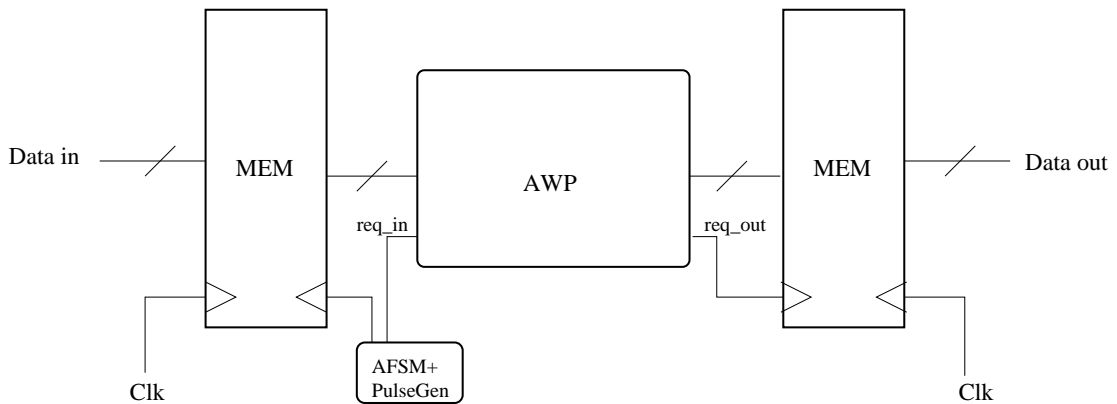 Data in
MEM
req_in
AWP
req_out
MEM
Data out
AFSM+
PulseGen
Clk
Clk